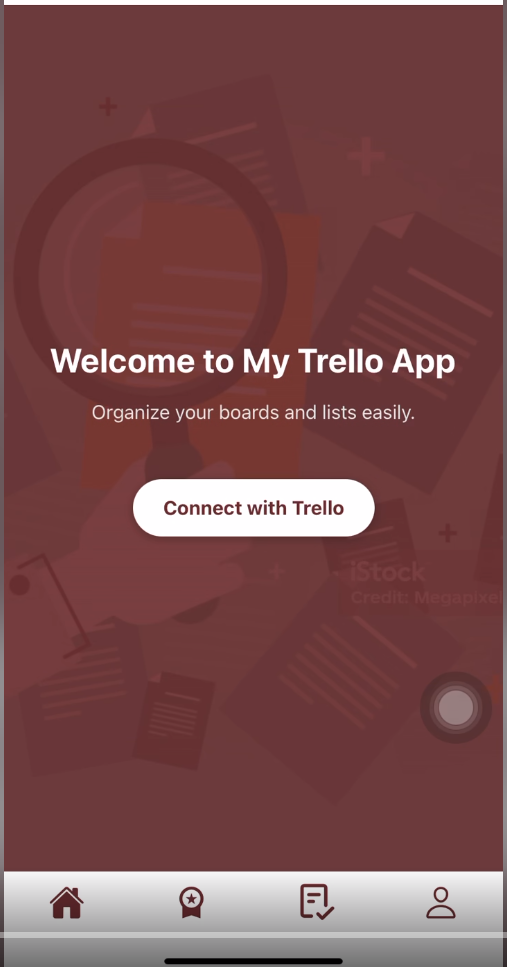 Welcome to My Trello App
Organize your boards and lists easily.
Connect with Trello
iStock
Credit: Megapixel